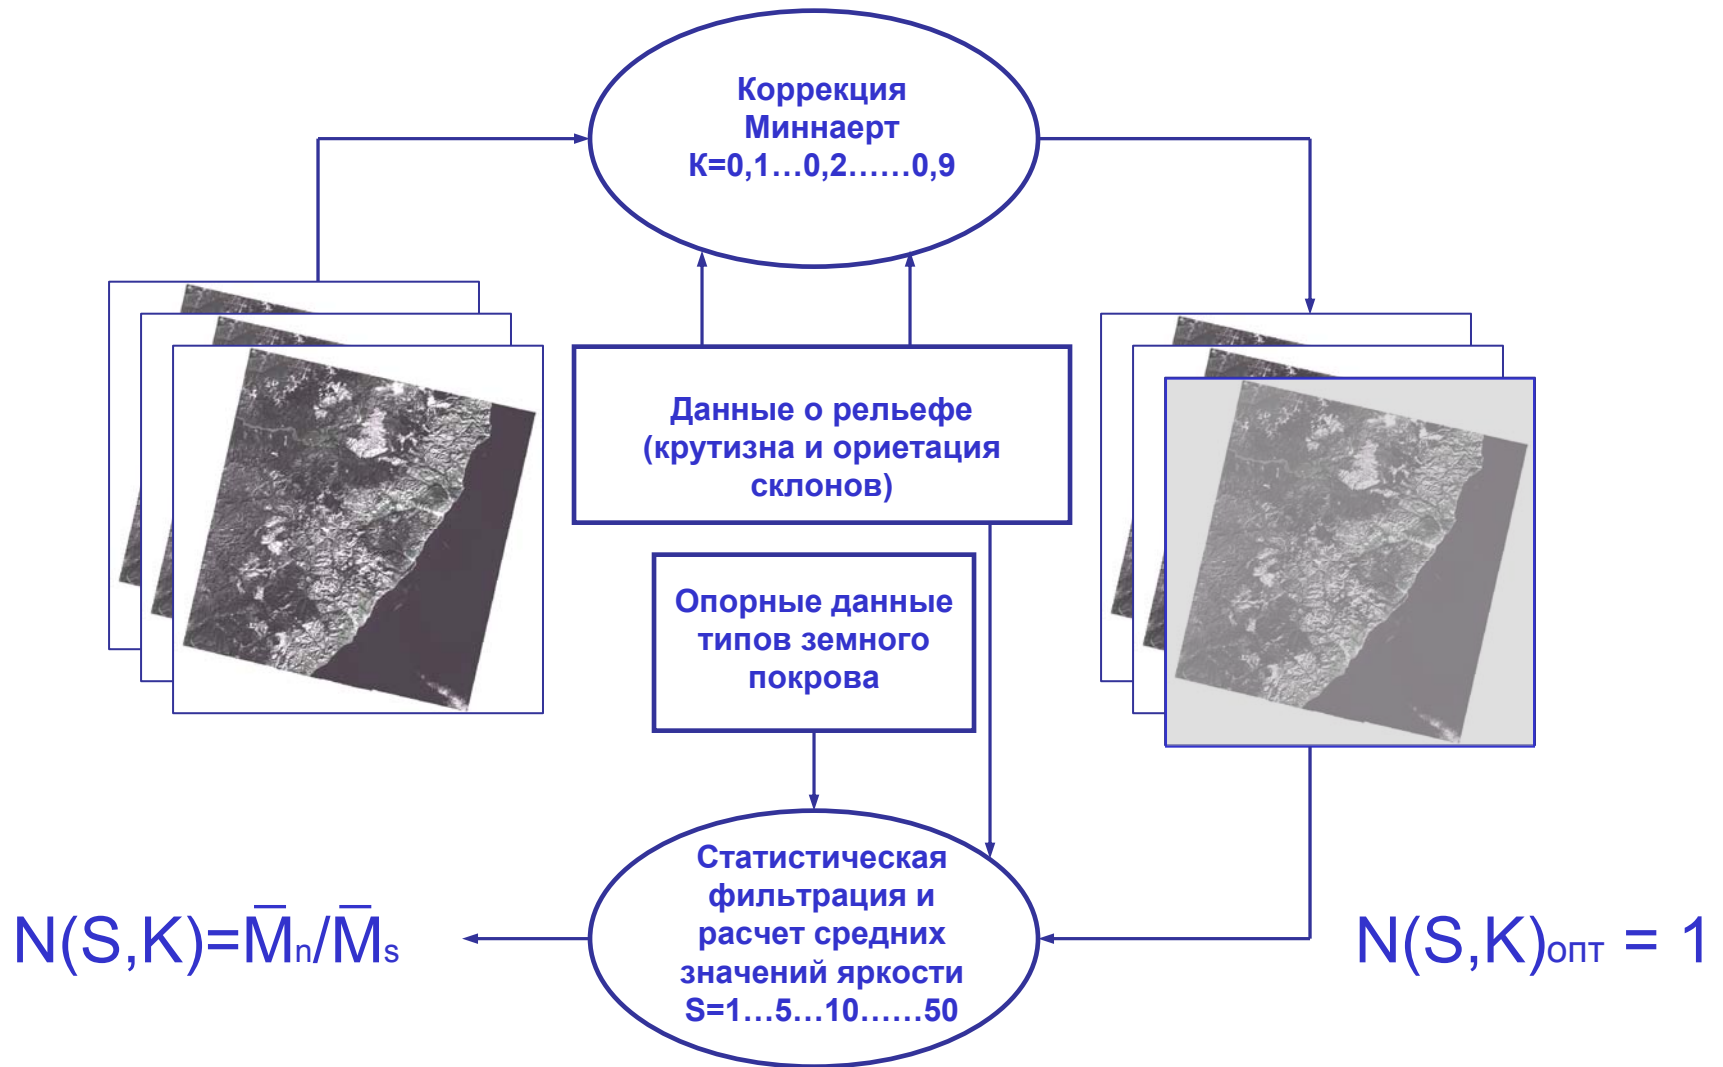 Коррекция
Миннаерт
К=0,1…0,2……0,9
Данные о рельефе
(крутизна и ориетация
склонов)
Опорные данные
типов земного
покрова
Статистическая
фильтрация и
расчет средних
значений яркости
S=1…5…10……50
N(S,K)=M̅n/M̅s
N(S,K)опт = 1